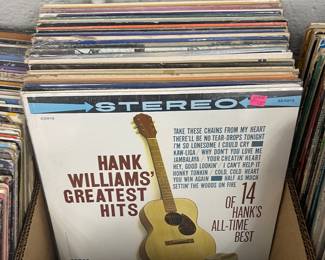 STEREO
TAKE THESE CHAINS FROM MY HEART
THERE'LL BE NO TEAR-DROPS TONIGHT
I'M SO LONESOME I COULD CRY
KAW-LIGA / WHY DON'T YOU LOVE ME
JAMBALAYA / YOUR CHEATIN' HEART
HEY, GOOD LOOKIN' / I CAN'T HELP IT
HONKY TONKIN / COLD, COLD HEART
YOU WIN AGAIN HALF AS MUCH
SETTIN' THE WOODS ON FIRE
HANK
WILLIAMS'
GREATEST
HITS
14
OF HANK'S
ALL-TIME
BEST